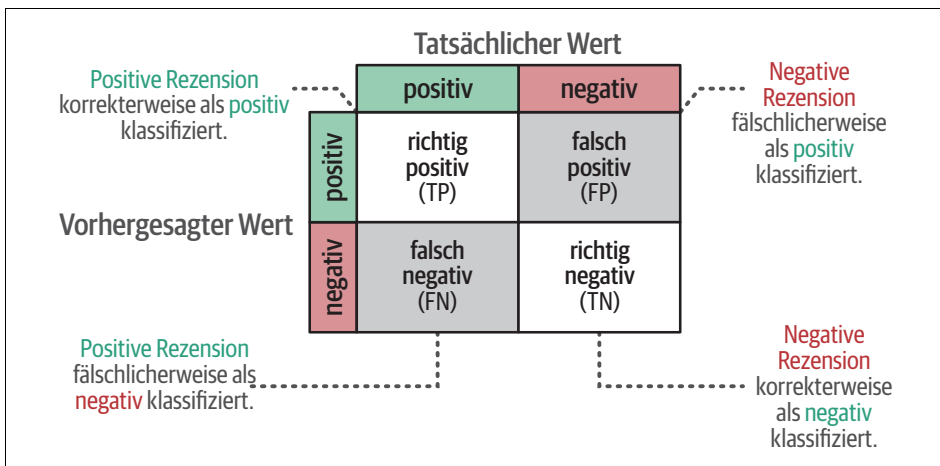 Tatsächlicher Wert
Positive Rezension
korrekterweise als positiv
klassifiziert.
positiv
negativ
Negative
Rezension
fälschlicherweise
als positiv
klassifiziert.
Vorhergesagter Wert
positiv
richtig
positiv
(TP)
falsch
positiv
(FP)
negativ
falsch
negativ
(FN)
richtig
negativ
(TN)
Positive Rezension
fälschlicherweise als
negativ klassifiziert.
Negative
Rezension
korrekterweise
als negativ
klassifiziert.